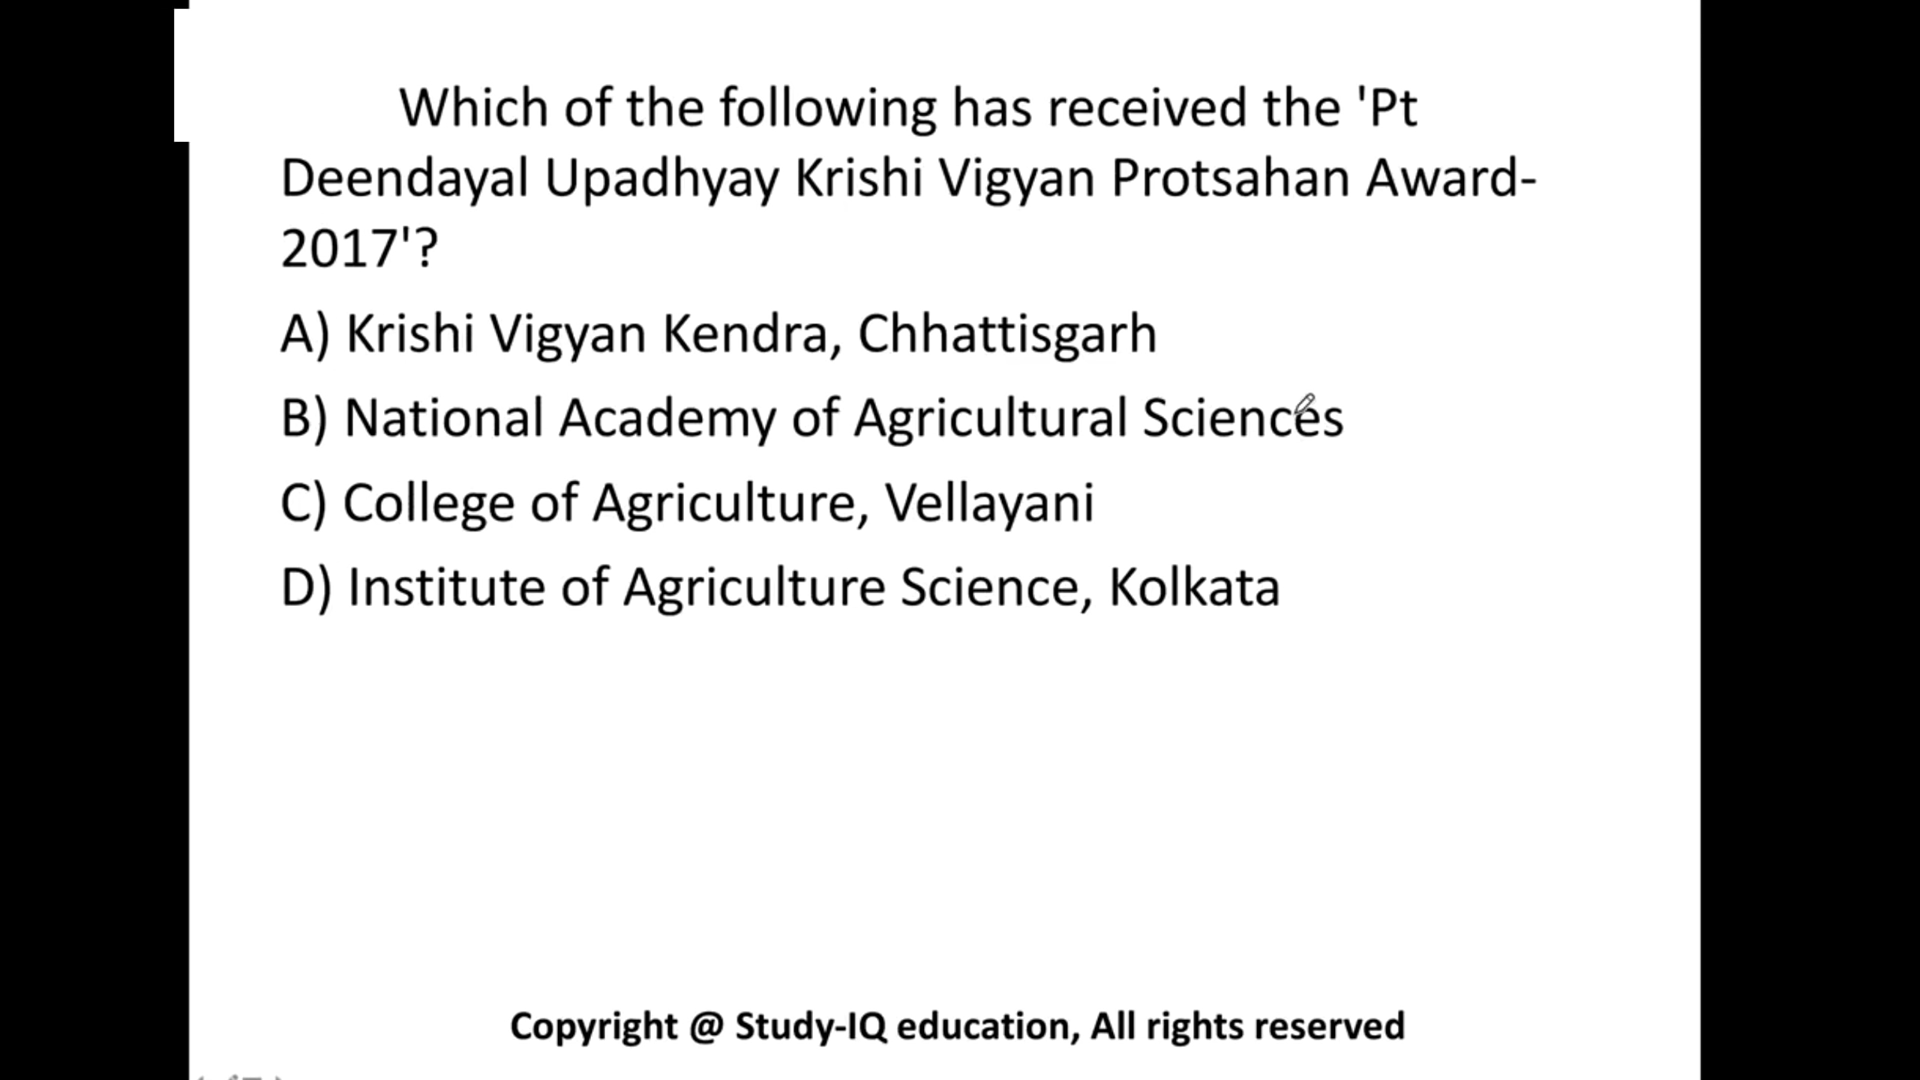 Which of the following has received the 'Pt
Deendayal Upadhyay Krishi Vigyan Protsahan Award-
2017'?
A) Krishi Vigyan Kendra, Chhattisgarh
B) National Academy of Agricultural Sciences
C) College of Agriculture, Vellayani
D) Institute of Agriculture Science, Kolkata
Copyright @ Study-IQ education, All rights reserved